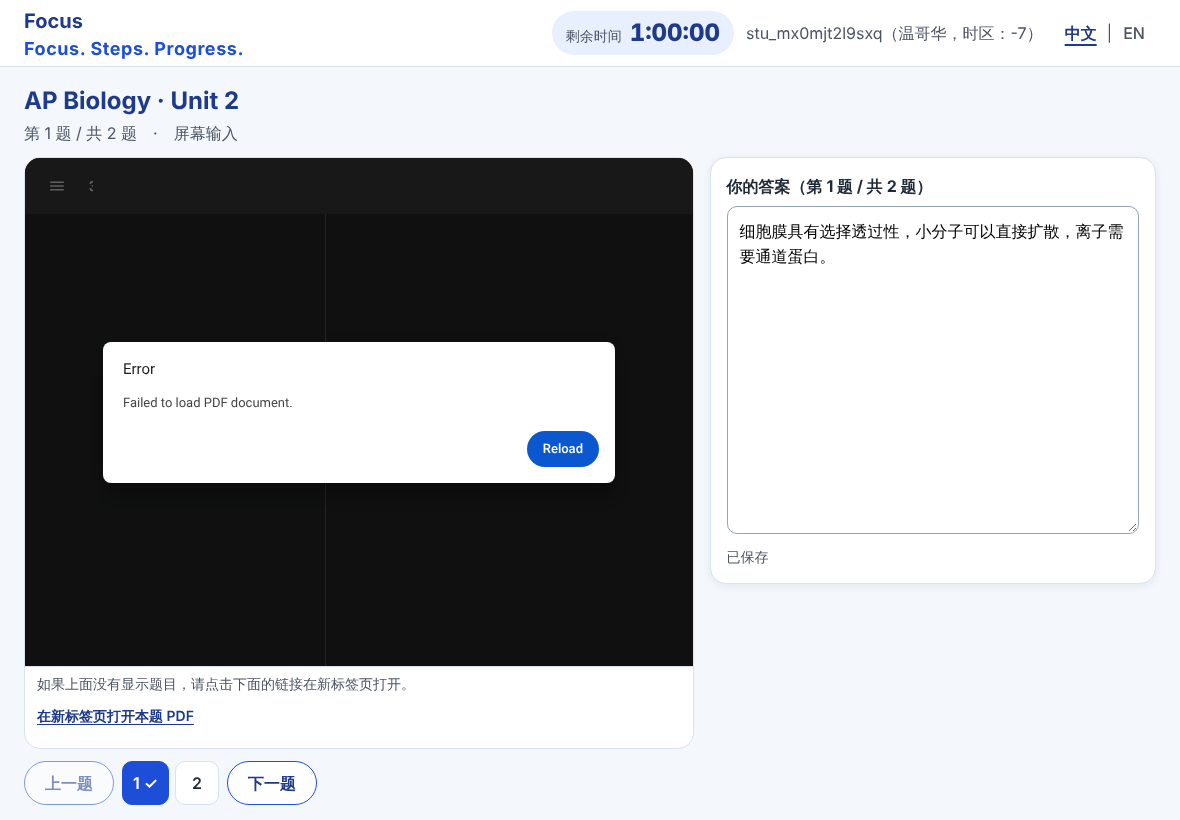 Focus
Focus. Steps. Progress.
剩余时间 1:00:00
stu_mx0mjt2l9sxq（温哥华，时区：-7）
中文 | EN
AP Biology · Unit 2
第 1 题 / 共 2 题 · 屏幕输入
Error
Failed to load PDF document.
Reload
如果上面没有显示题目，请点击下面的链接在新标签页打开。
在新标签页打开本题 PDF
你的答案（第 1 题 / 共 2 题）
细胞膜具有选择透过性，小分子可以直接扩散，离子需
要通道蛋白。
已保存
上一题
1 ✓
2
下一题